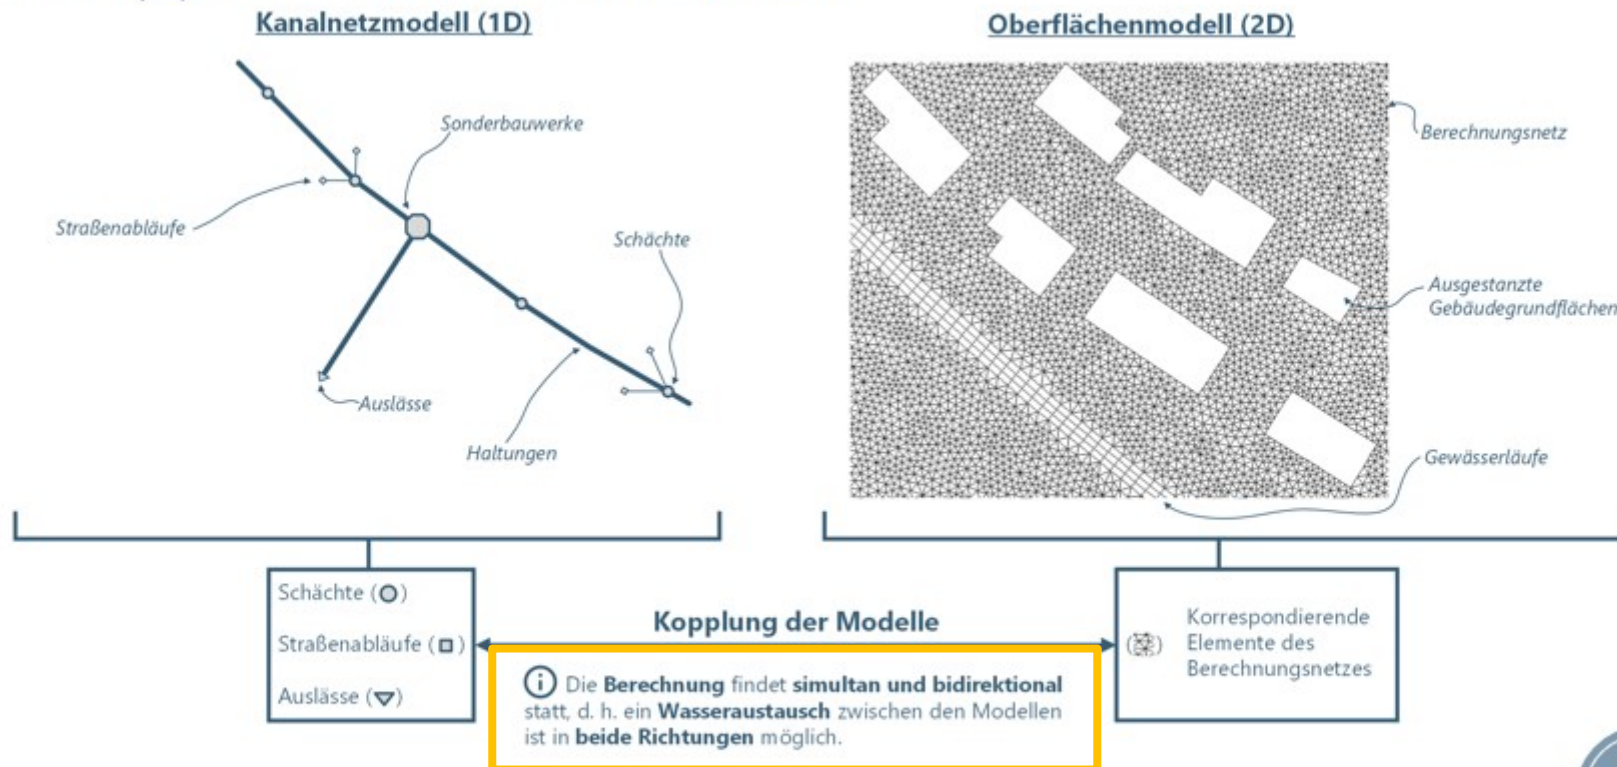 Kanalnetzmodell (1D)
Sonderbauwerke
Straßenabläufe
Schächte
Auslässe
Haltungen
Oberflächenmodell (2D)
Berechnungsnetz
Ausgestanzte
Gebäudegrundflächen
Gewässerläufe
Schächte ( )
Straßenabläufe ( )
Auslässe ( )
Kopplung der Modelle
Die Berechnung findet simultan und bidirektional
statt, d. h. ein Wasseraustausch zwischen den Modellen
ist in beide Richtungen möglich.
( )
Korrespondierende
Elemente des
Berechnungsnetzes